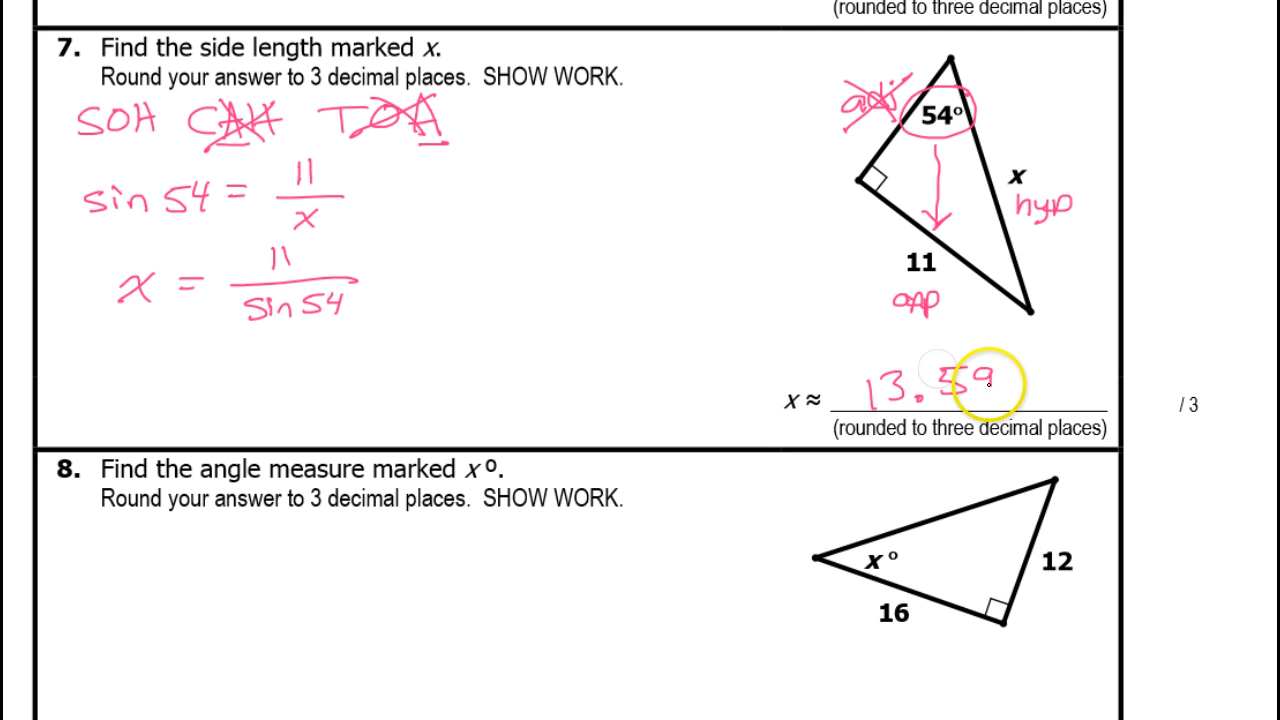 (rounded to three decimal places)
7. Find the side length marked x.
Round your answer to 3 decimal places. SHOW WORK.
SOH CAH TOA
adj
54°
sin 54 = 11/x
x
hyp
x = 11/sin 54
11
opp
x ≈ 13.59
/ 3
(rounded to three decimal places)
8. Find the angle measure marked x°.
Round your answer to 3 decimal places. SHOW WORK.
x°
12
16